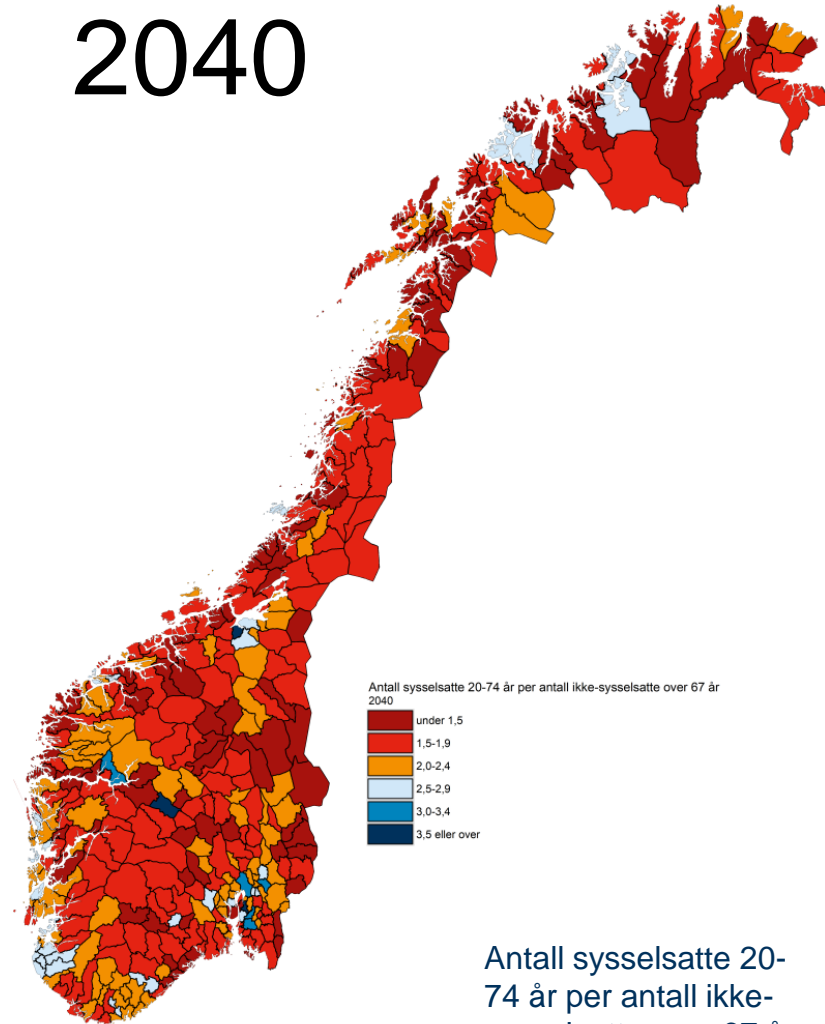 2040
Antall sysselsatte 20-74 år per antall ikke-sysselsatte over 67 år
2040
under 1,5
1,5-1,9
2,0-2,4
2,5-2,9
3,0-3,4
3,5 eller over
Antall sysselsatte 20-
74 år per antall ikke-